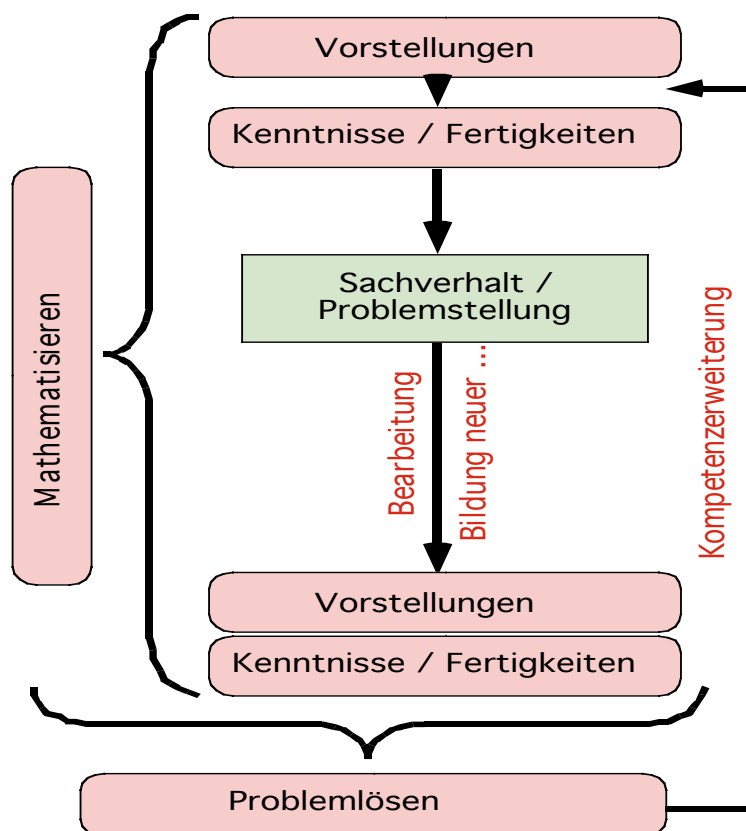 Vorstellungen
Kenntnisse / Fertigkeiten
Mathematisieren
Sachverhalt /
Problemstellung
Bearbeitung
Bildung neuer ...
Kompetenzerweiterung
Vorstellungen
Kenntnisse / Fertigkeiten
Problemlösen